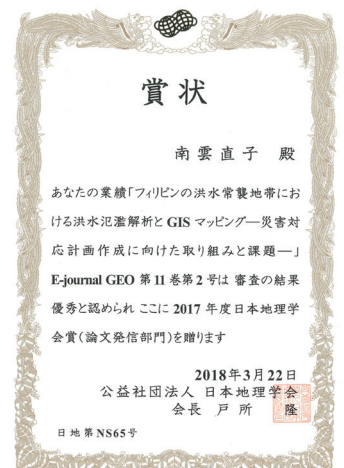 賞状
南雲直子 殿
あなたの業績「フィリピンの洪水常襲地帯にお
ける洪水氾濫解析と GIS マッピング―災害対
応計画作成に向けた取り組みと課題―」
E-journal GEO 第 11 巻第 2 号は 審査の結果
優秀と認められ ここに 2017 年度日本地理学
会賞(論文発信部門)を贈ります
2018年3月22日
公益社団法人 日本地理学会
会長 戸所 隆
日地第NS65号